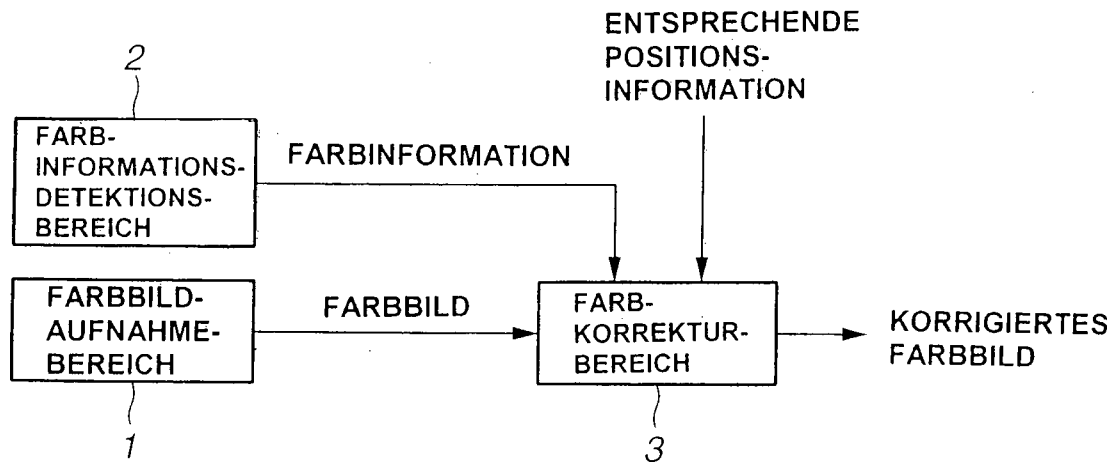 ENTSPRECHENDE
POSITIONS-
INFORMATION
2
FARB-
INFORMATIONS-
DETEKTIONS-
BEREICH
FARBINFORMATION
FARBBILD-
AUFNAHME-
BEREICH
FARBBILD
FARB-
KORREKTUR-
BEREICH
KORRIGIERTES
FARBBILD
1
3